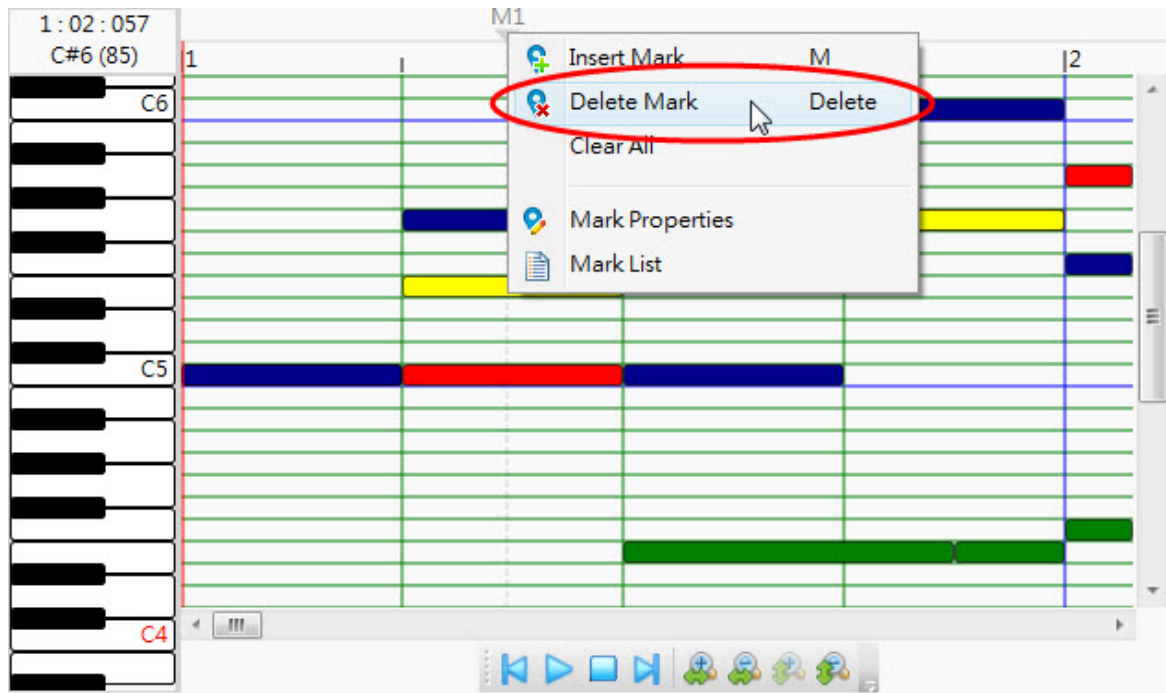 1 : 02 : 057
C#6 (85)
M1
1
2
Insert Mark M
Delete Mark Delete
Clear All
Mark Properties
Mark List
C6
C5
C4